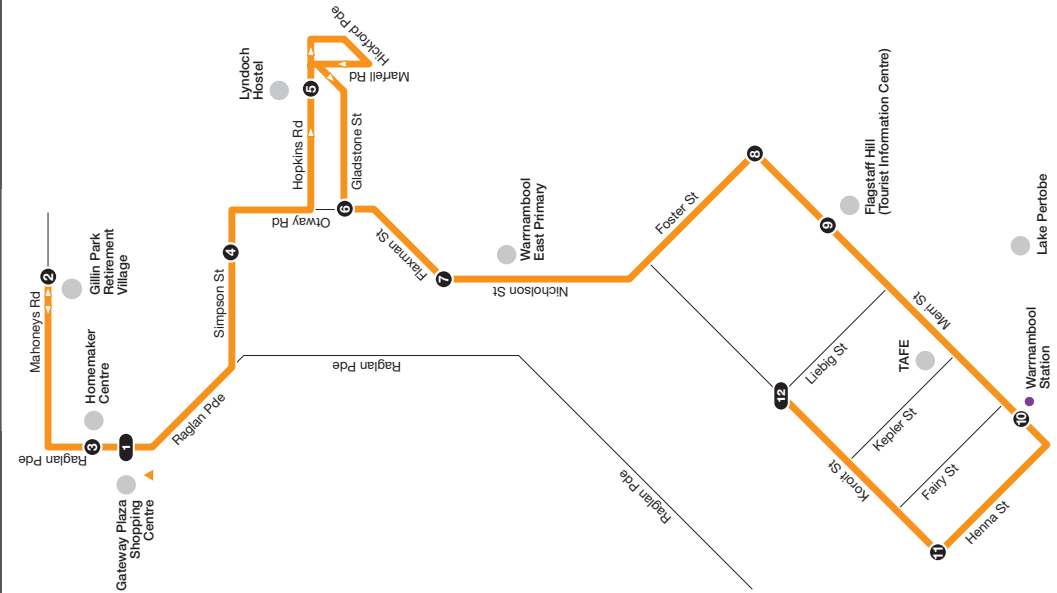 Hickford Pde
Marfell Rd
Lyndoch
Hostel
5
Hopkins Rd
Gladstone St
Otway Rd
6
2
Gillin Park
Retirement
Village
Mahoneys Rd
4
Simpson St
Flaxman St
7
Warrnambool
East Primary
Nicholson St
Foster St
8
Flagstaff Hill
(Tourist Information Centre)
9
Lake Pertobe
Merri St
Homemaker
Centre
3
1
Raglan Pde
Raglan Pde
Raglan Pde
Raglan Pde
Gateway Plaza
Shopping
Centre
12
Liebig St
TAFE
Kepler St
Koroit St
Fairy St
Warrnambool
Station
10
Henna St
11